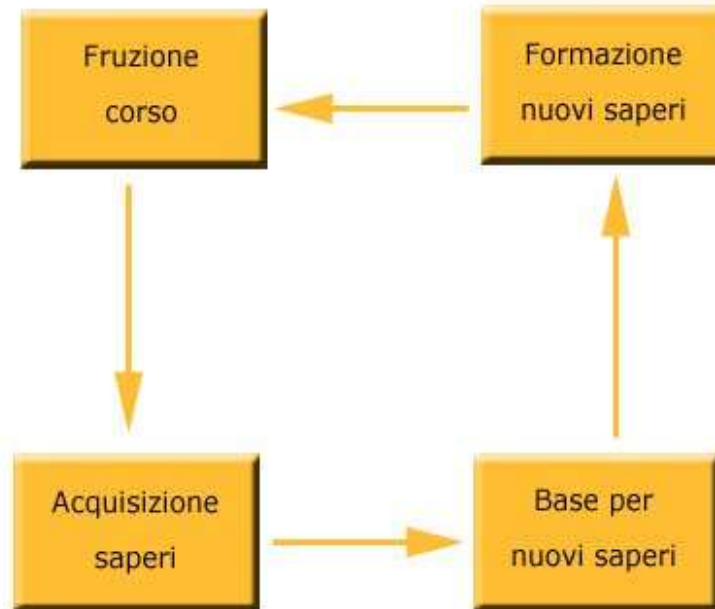 Fruzione
corso
Formazione
nuovi saperi
Acquisizione
saperi
Base per
nuovi saperi